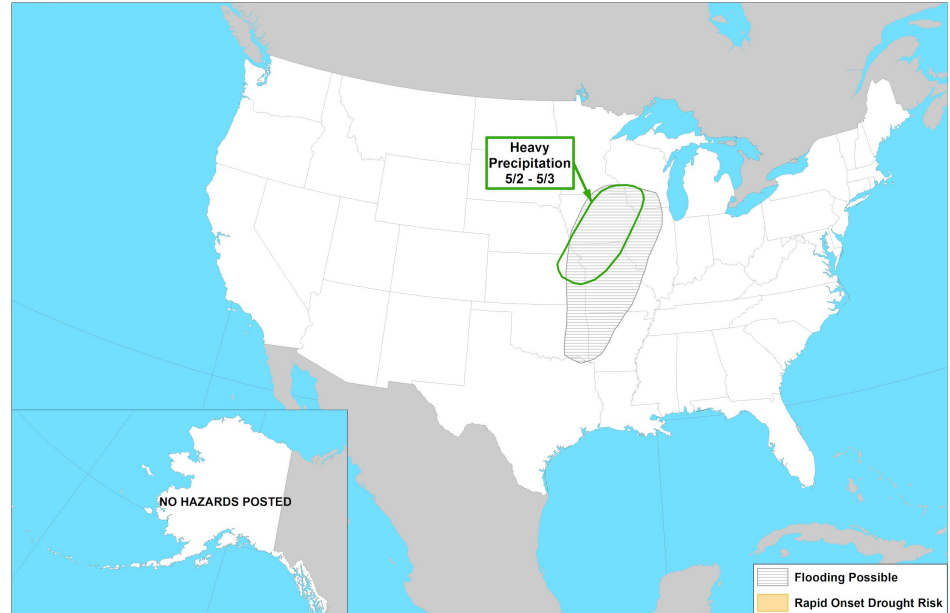 Heavy
Precipitation
5/2 - 5/3
NO HAZARDS POSTED
Flooding Possible
Rapid Onset Drought Risk